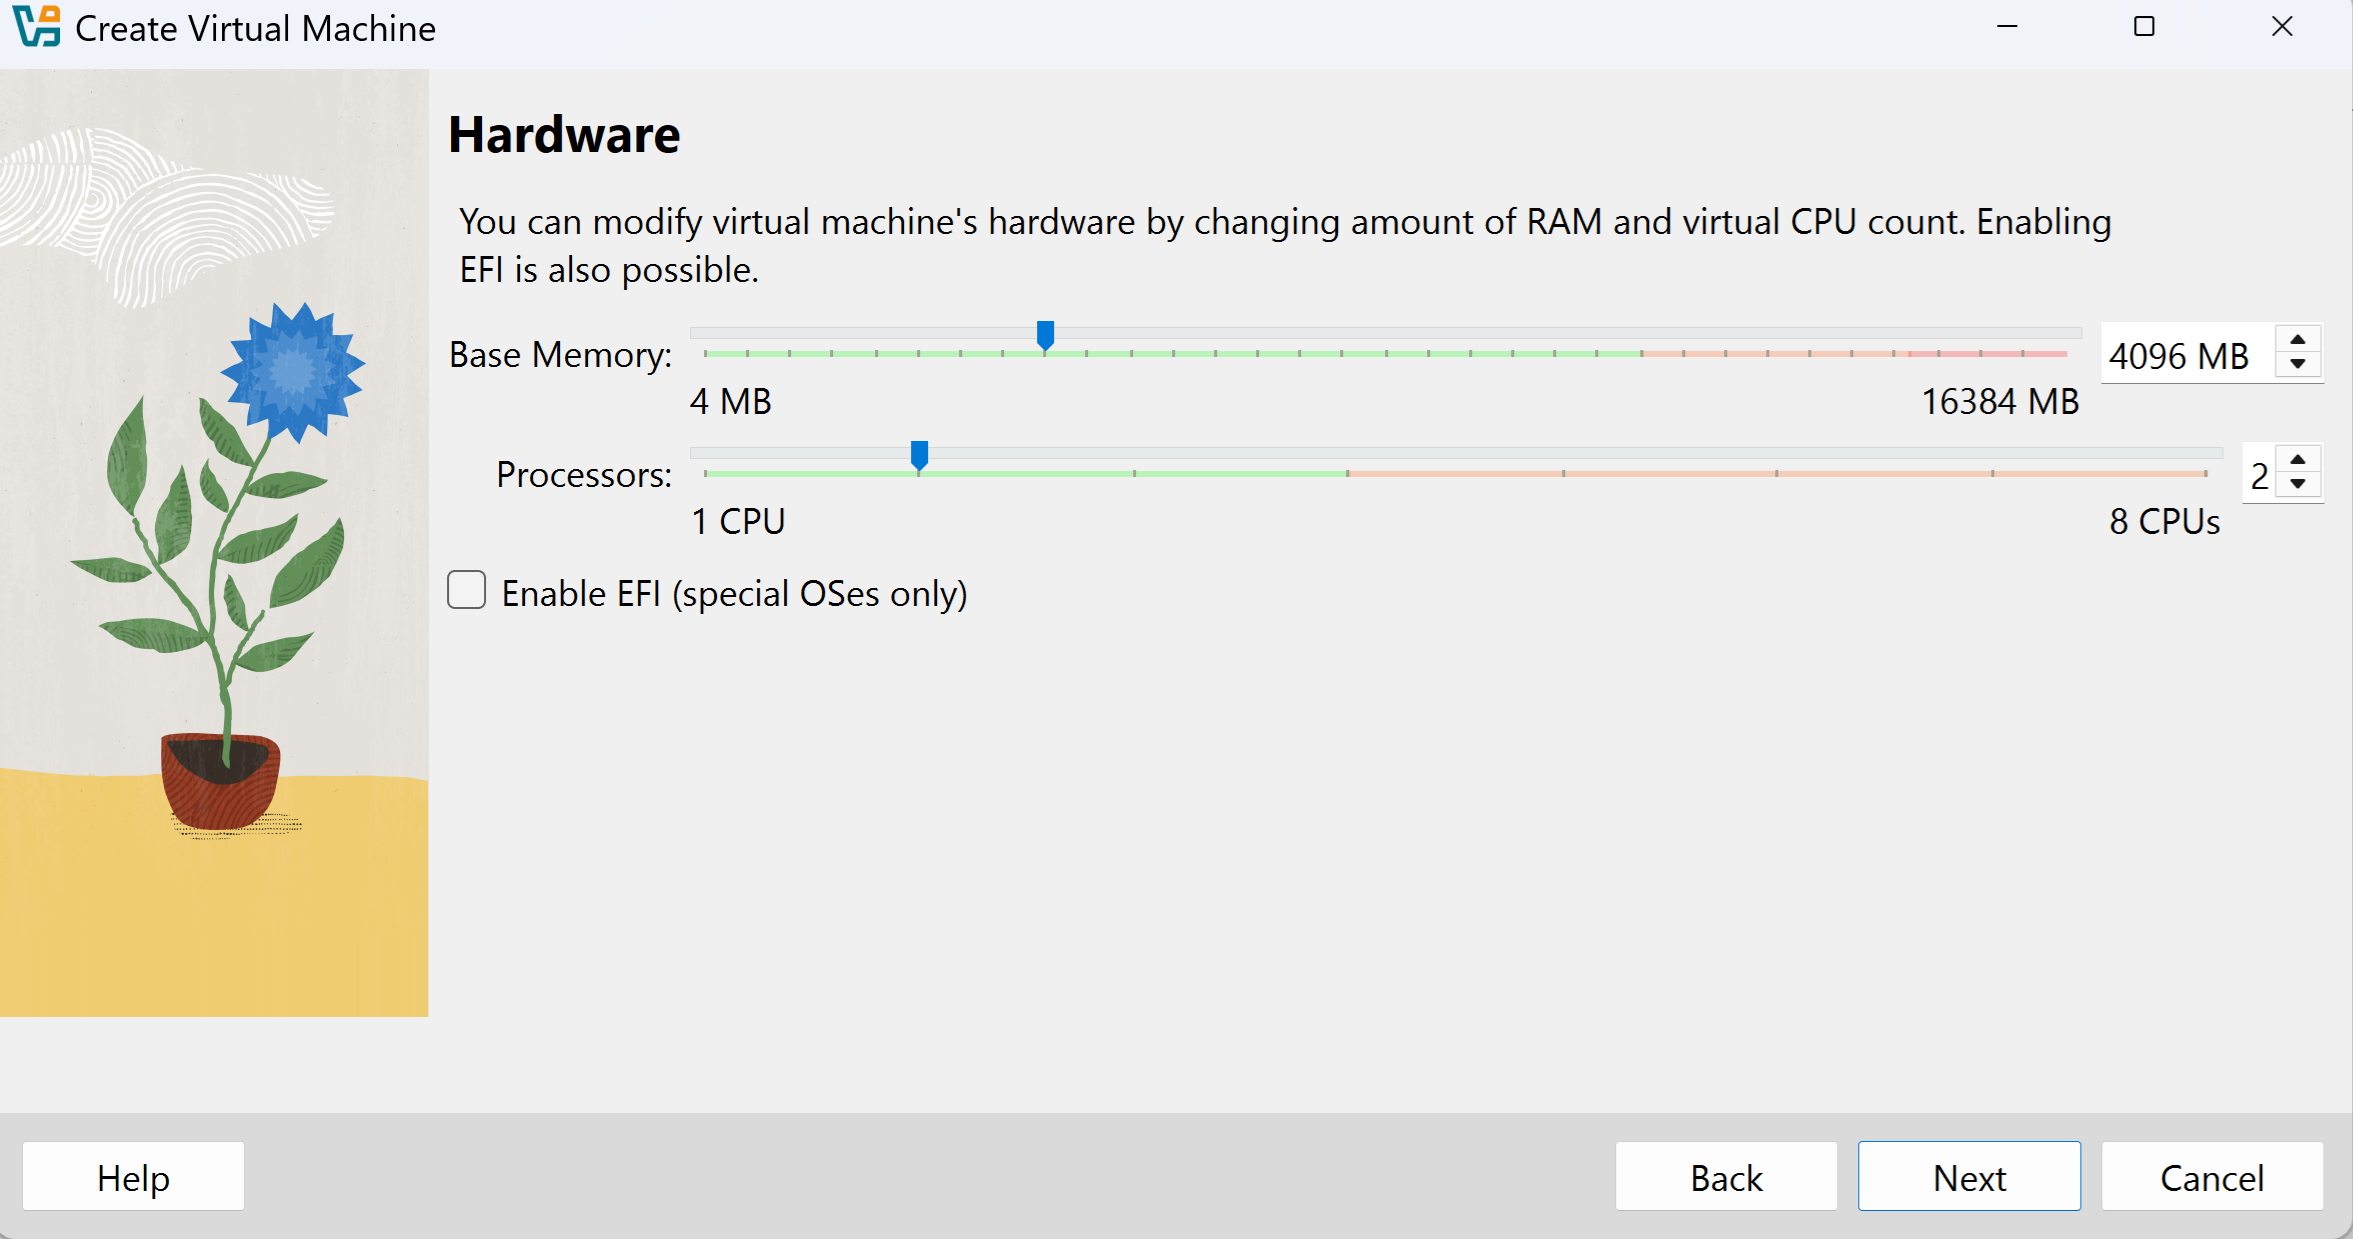 Create Virtual Machine
Hardware
You can modify virtual machine's hardware by changing amount of RAM and virtual CPU count. Enabling
EFI is also possible.
Base Memory:
4096 MB
4 MB
16384 MB
Processors:
2
1 CPU
8 CPUs
Enable EFI (special OSes only)
Help
Back
Next
Cancel